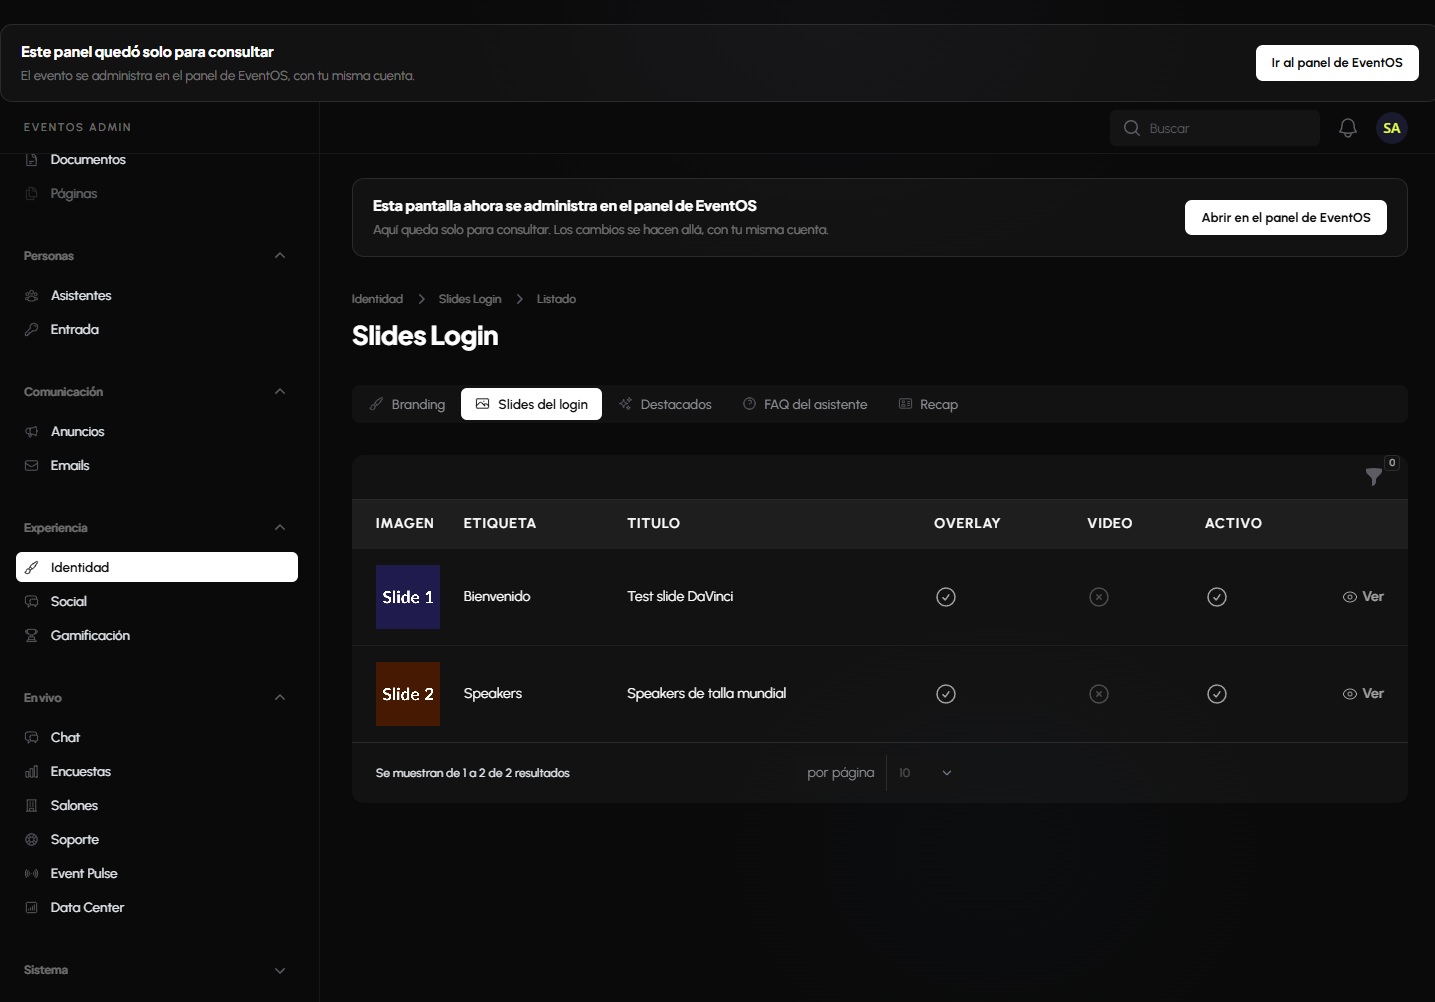 Este panel quedó solo para consultar
El evento se administra en el panel de EventOS, con tu misma cuenta.
Ir al panel de EventOS
EVENTOS ADMIN
Buscar
SA
Documentos
Páginas
Personas
Asistentes
Entrada
Comunicación
Anuncios
Emails
Experiencia
Identidad
Social
Gamificación
En vivo
Chat
Encuestas
Salones
Soporte
Event Pulse
Data Center
Sistema
Esta pantalla ahora se administra en el panel de EventOS
Aquí queda solo para consultar. Los cambios se hacen allá, con tu misma cuenta.
Abrir en el panel de EventOS
Identidad > Slides Login > Listado
Slides Login
Branding Slides del login Destacados FAQ del asistente Recap
0
IMAGEN ETIQUETA TITULO OVERLAY VIDEO ACTIVO
Slide 1 Bienvenido Test slide DaVinci Ver
Slide 2 Speakers Speakers de talla mundial Ver
Se muestran de 1 a 2 de 2 resultados por página 10